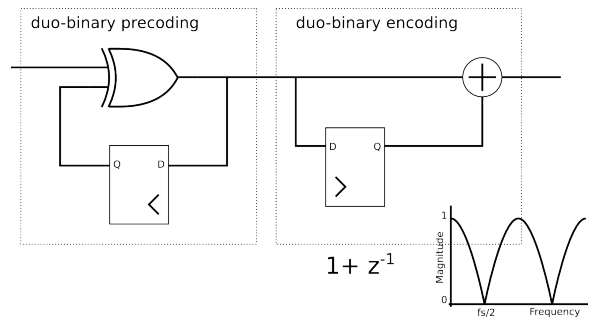 duo-binary precoding
duo-binary encoding
Q D
D Q
1+ z⁻¹
1
Magnitude
0
fs/2 Frequency